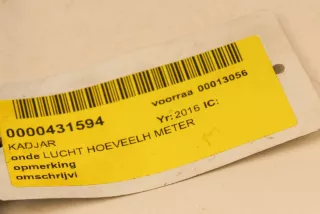 voorraa 00013056
0000431594 Yr: 2016 IC:
KADJAR
onde LUCHT HOEVEELH METER
opmerking
omschrijvi